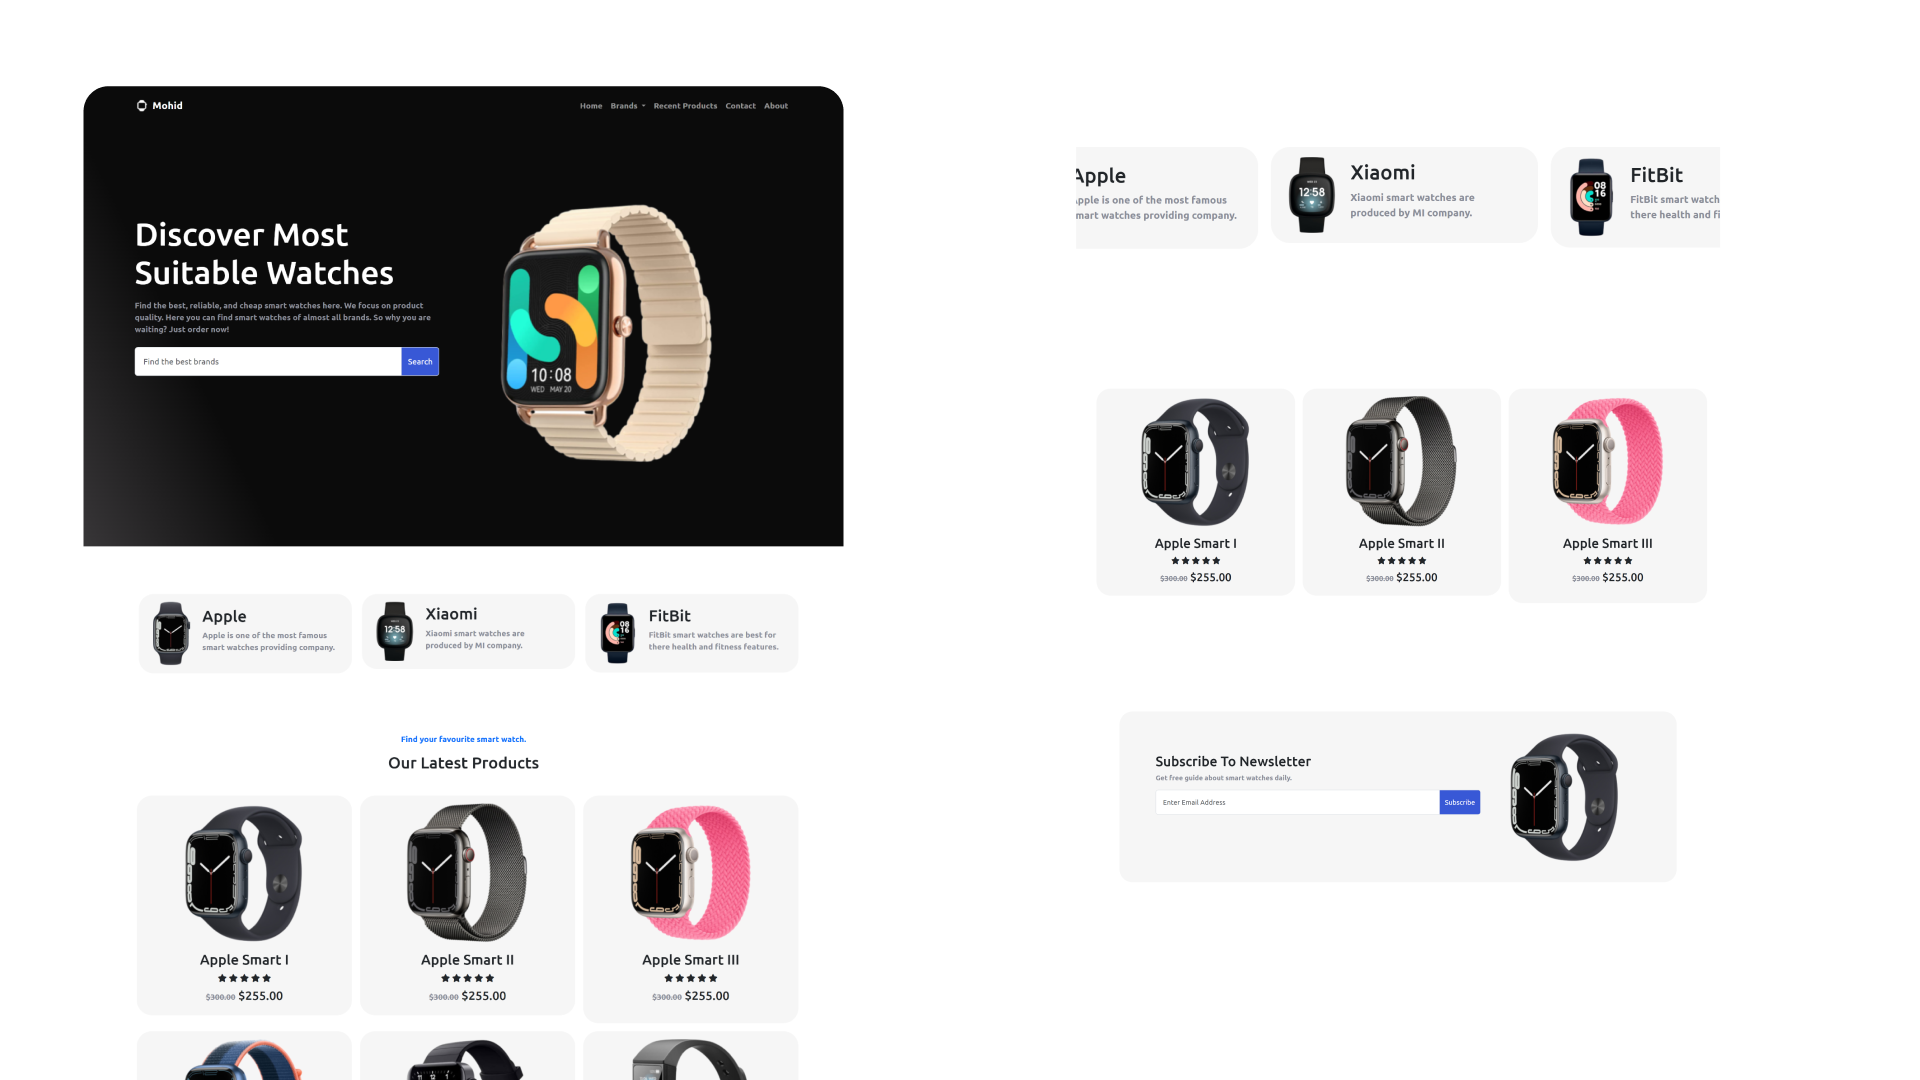 Mohid
Home Brands Recent Products Contact About
Discover Most
Suitable Watches
Find the best, reliable, and cheap smart watches here. We focus on product
quality. Here you can find smart watches of almost all brands. So why you are
waiting? Just order now!
Find the best brands
Search
10:08
WED MAY 20
Apple
Apple is one of the most famous
smart watches providing company.
12:58
Xiaomi
Xiaomi smart watches are
produced by MI company.
08
16
FitBit
FitBit smart watches are best for
there health and fitness features.
Find your favourite smart watch.
Our Latest Products
Apple Smart I
$300.00 $255.00
Apple Smart II
$300.00 $255.00
Apple Smart III
$300.00 $255.00
Apple
pple is one of the most famous
mart watches providing company.
12:58
Xiaomi
Xiaomi smart watches are
produced by MI company.
08
16
FitBit
FitBit smart watch
there health and fi
Apple Smart I
$300.00 $255.00
Apple Smart II
$300.00 $255.00
Apple Smart III
$300.00 $255.00
Subscribe To Newsletter
Get free guide about smart watches daily.
Enter Email Address
Subscribe